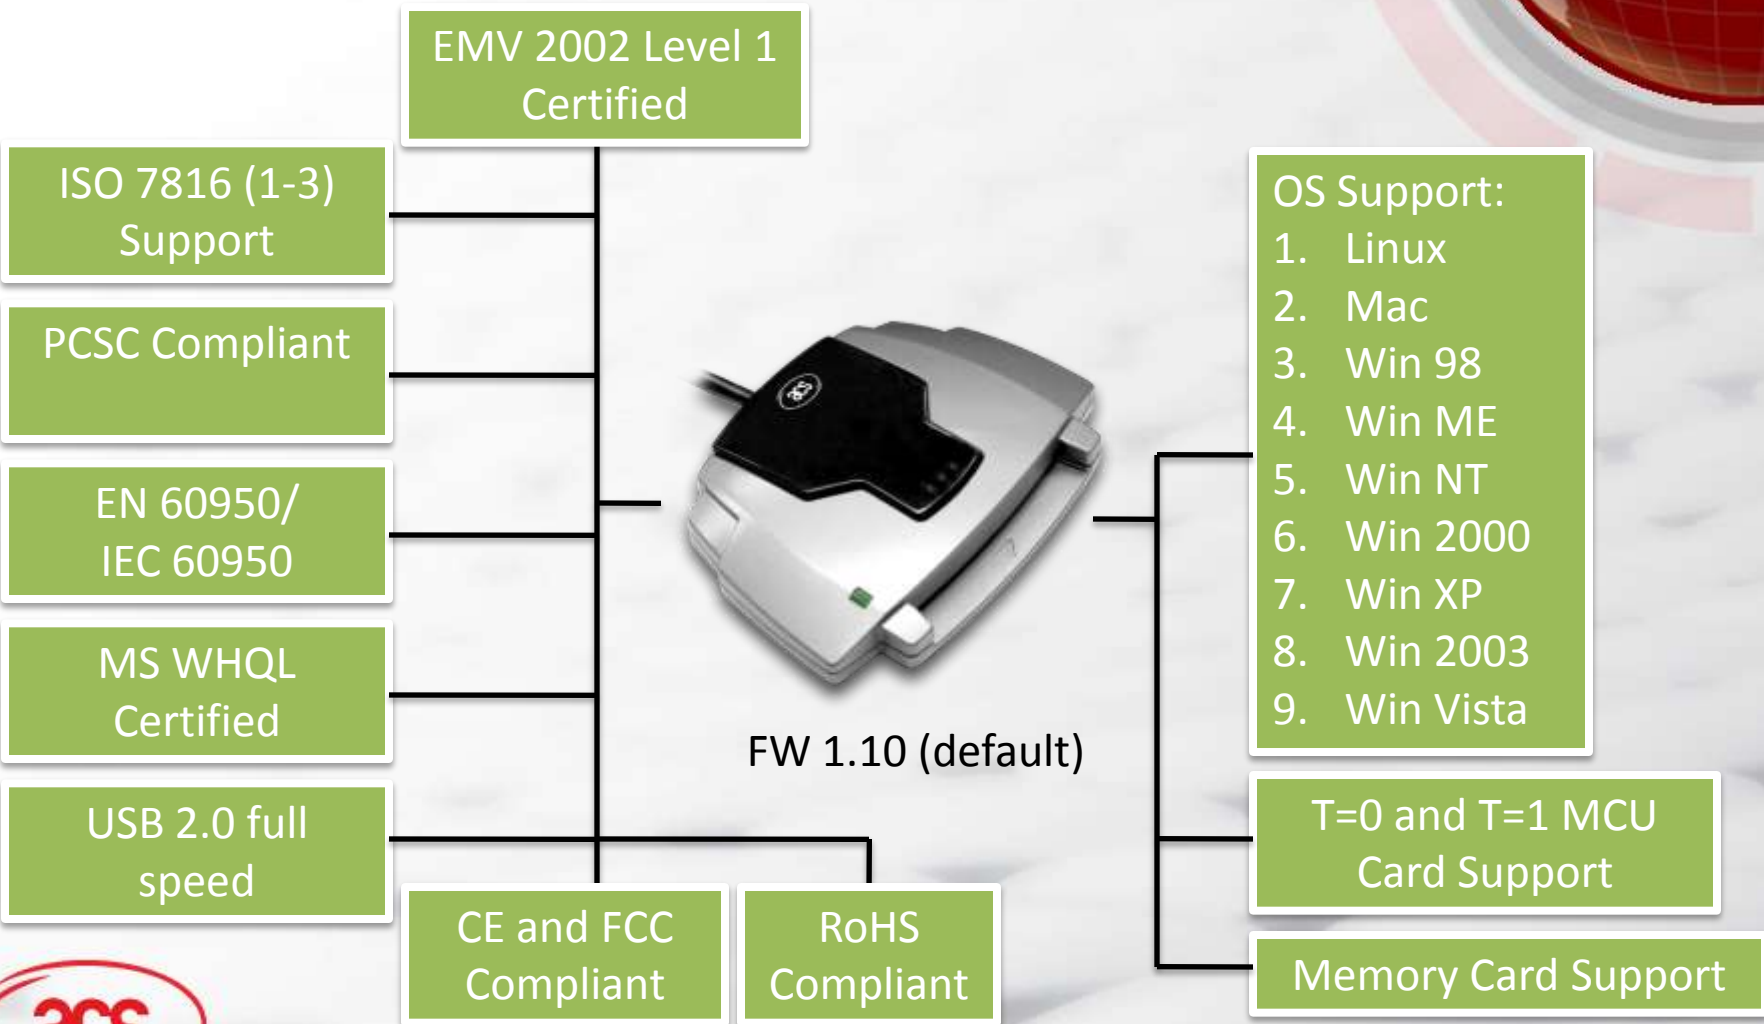 EMV 2002 Level 1
Certified
ISO 7816 (1-3)
Support
PCSC Compliant
EN 60950/
IEC 60950
MS WHQL
Certified
USB 2.0 full
speed
CE and FCC
Compliant
RoHS
Compliant
acs
FW 1.10 (default)
OS Support:
1. Linux
2. Mac
3. Win 98
4. Win ME
5. Win NT
6. Win 2000
7. Win XP
8. Win 2003
9. Win Vista
T=0 and T=1 MCU
Card Support
Memory Card Support
acs